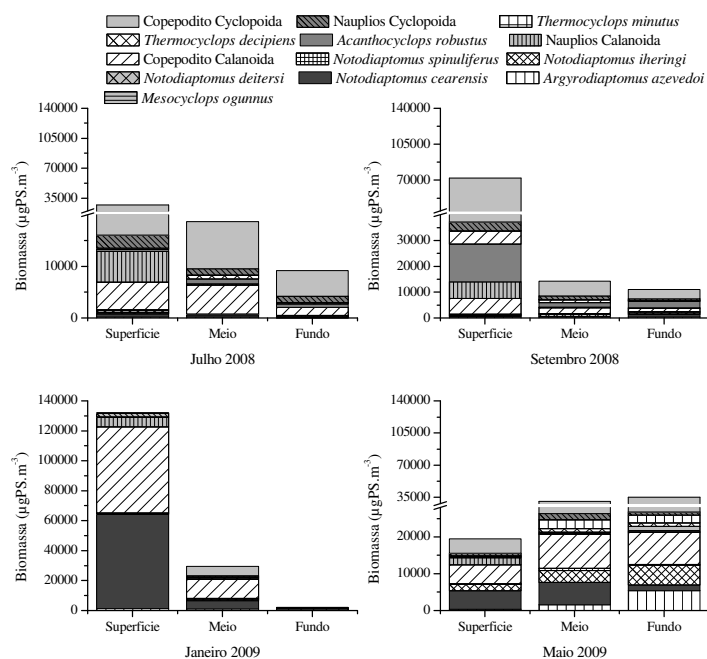 Copepodito Cyclopoida Nauplios Cyclopoida Thermocyclops minutus
Thermocyclops decipiens Acanthocyclops robustus Nauplios Calanoida
Copepodito Calanoida Notodiaptomus spinuliferus Notodiaptomus iheringi
Notodiaptomus deitersi Notodiaptomus cearensis Argyrodiaptomus azevedoi
Mesocyclops ogunnus
Biomassa (µgPS.m-3)
140000
105000
70000
35000
10000
0
Superfície Meio Fundo
Julho 2008
Biomassa (µgPS.m-3)
140000
105000
70000
30000
20000
10000
0
Superfície Meio Fundo
Setembro 2008
Biomassa (µgPS.m-3)
140000
120000
100000
80000
60000
40000
20000
0
Superfície Meio Fundo
Janeiro 2009
Biomassa (µgPS.m-3)
140000
105000
70000
35000
20000
10000
0
Superfície Meio Fundo
Maio 2009